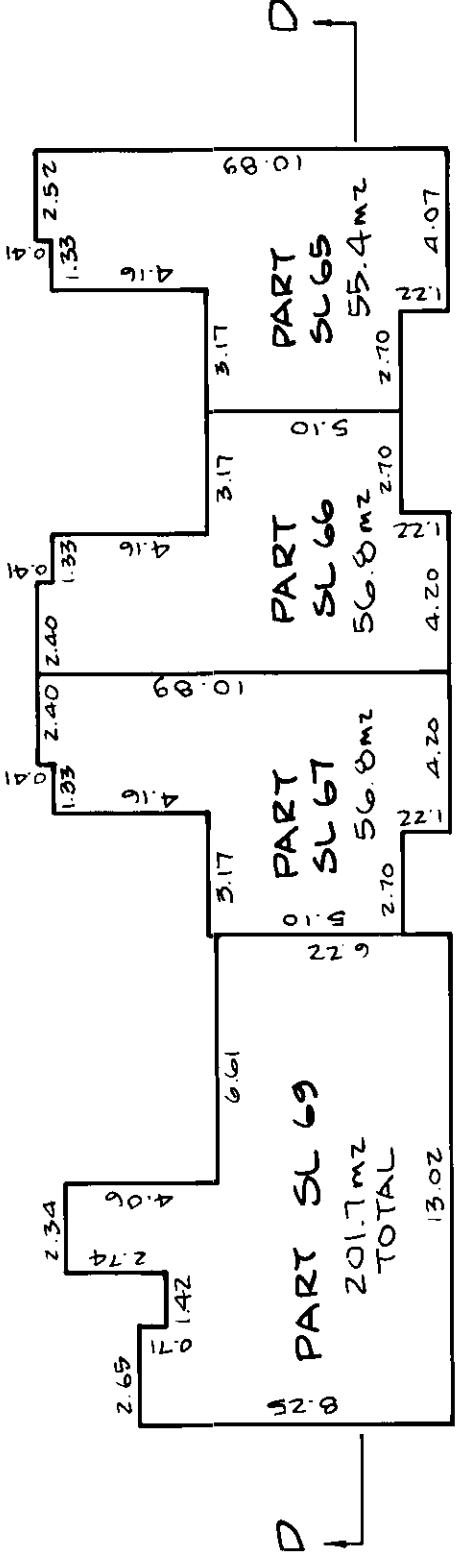 D
8.25
2.65
0.71
1.42
2.74
2.34
4.06
6.61
6.22
13.02
PART SL 69
201.7m2
TOTAL
5.10
3.17
4.16
1.33
0.41
2.40
10.89
4.20
1.22
2.70
PART
SL 67
56.8m2
2.40
0.41
1.33
4.16
3.17
5.10
2.70
1.22
4.20
PART
SL 66
56.8m2
3.17
4.16
1.33
0.41
2.52
10.89
4.07
1.22
2.70
PART
SL 65
55.4m2
D